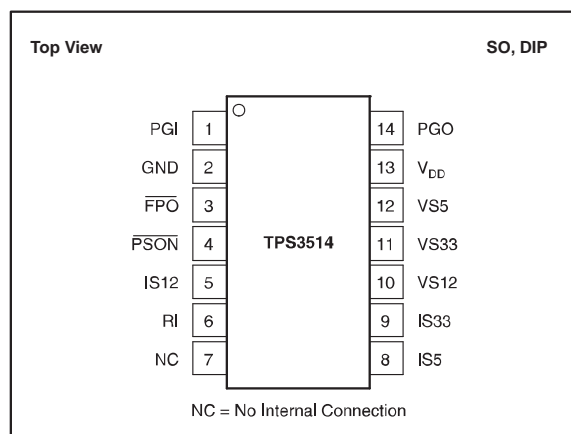 Top View SO, DIP
PGI 1 14 PGO
GND 2 13 VDD
FPO 3 12 VS5
PSON 4 TPS3514 11 VS33
IS12 5 10 VS12
RI 6 9 IS33
NC 7 8 IS5
NC = No Internal Connection